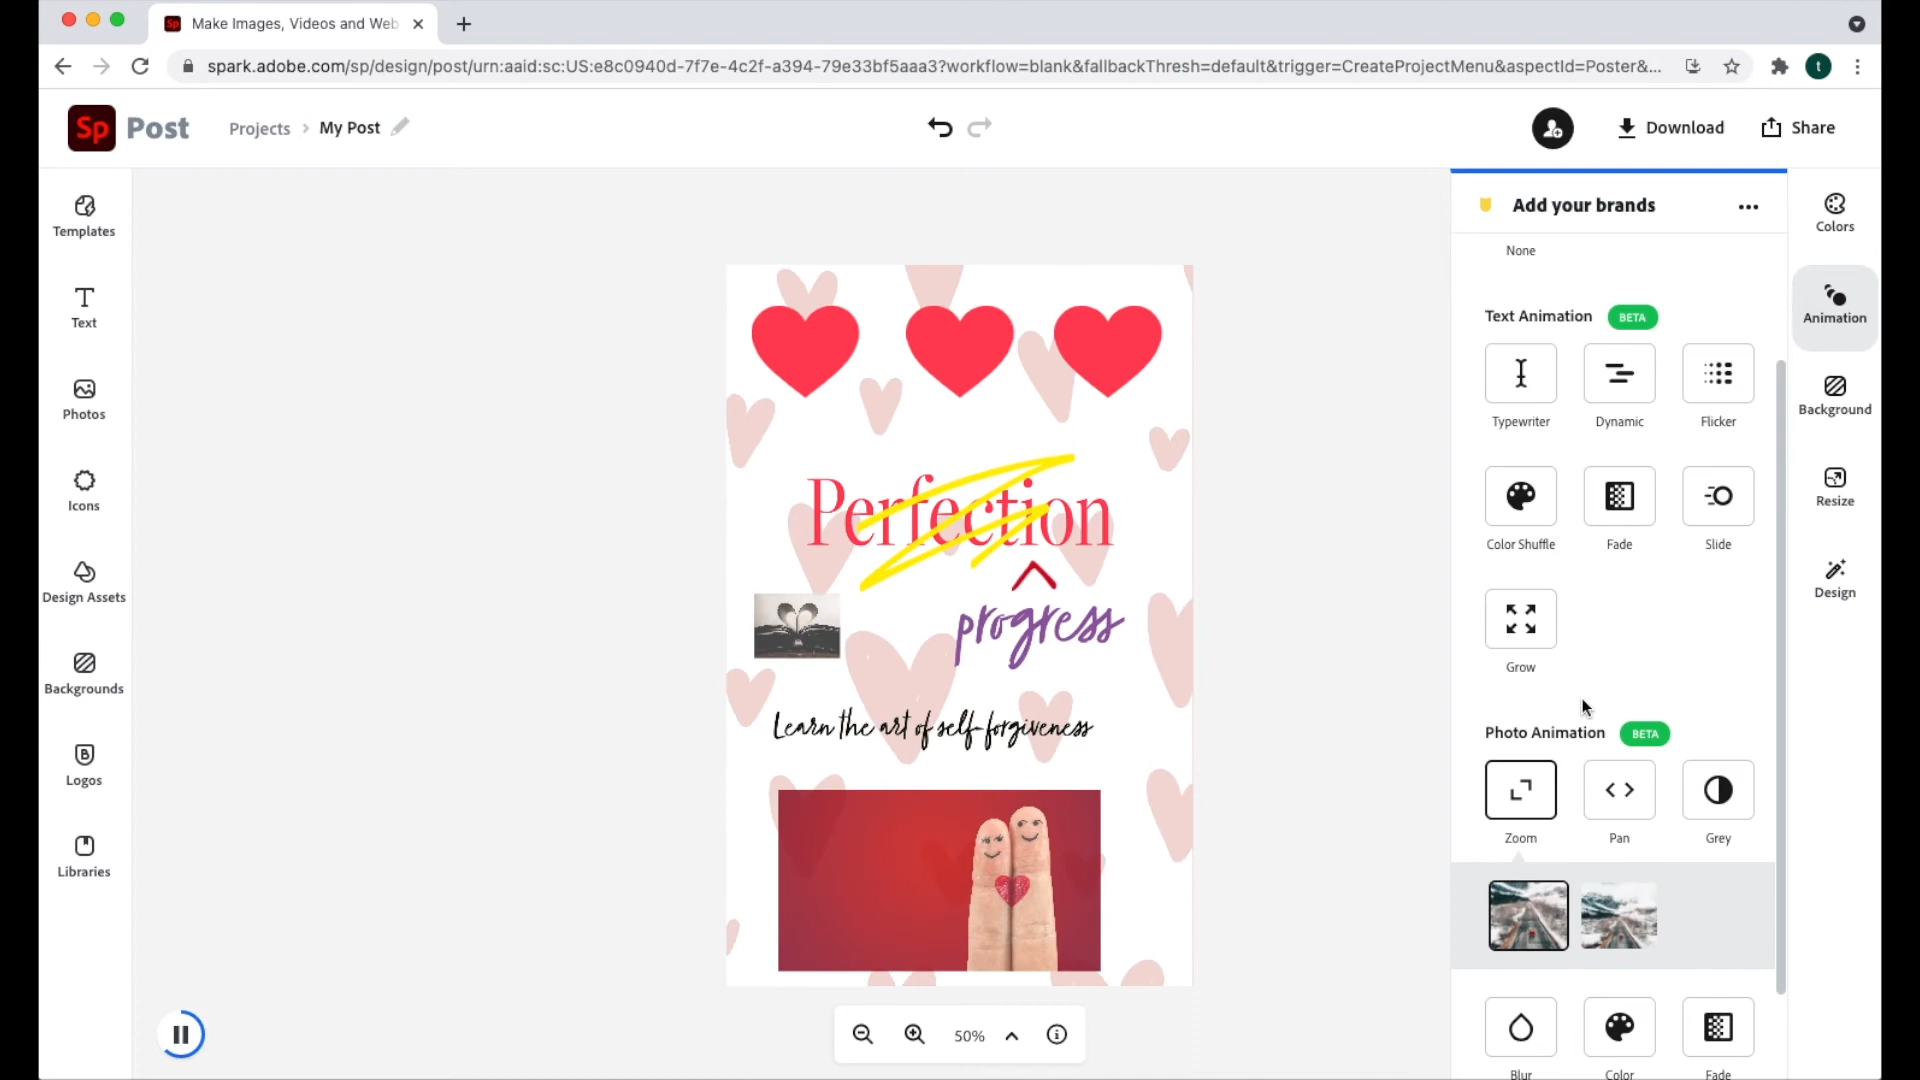 Make Images, Videos and Web
spark.adobe.com/sp/design/post/urn:aaid:sc:US:e8c0940d-7f7e-4c2f-a394-79e33bf5aaa3?workflow=blank&fallbackThresh=default&trigger=CreateProjectMenu&aspectId=Poster&...
t
Sp Post
Projects > My Post
Download
Share
Templates
Text
Photos
Icons
Design Assets
Backgrounds
Logos
Libraries
Perfection
progress
Learn the art of self-forgiveness
50%
Add your brands
None
Text Animation BETA
Typewriter Dynamic Flicker
Color Shuffle Fade Slide
Grow
Photo Animation BETA
Zoom Pan Grey
Blur Color Fade
Colors
Animation
Background
Resize
Design